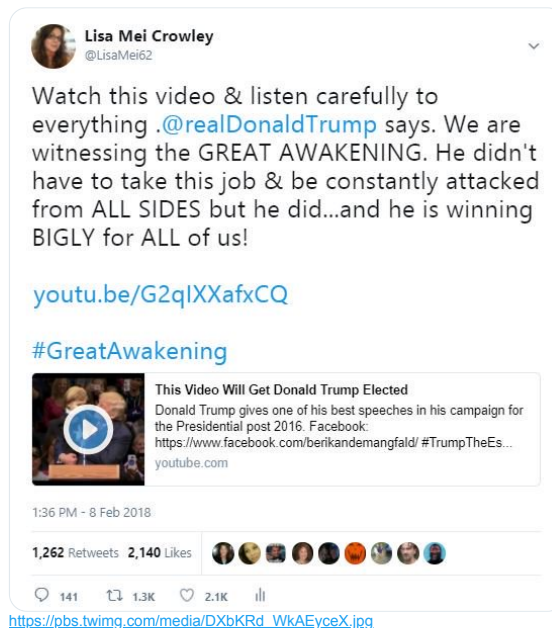 Lisa Mei Crowley
@LisaMei62
Watch this video & listen carefully to
everything .@realDonaldTrump says. We are
witnessing the GREAT AWAKENING. He didn't
have to take this job & be constantly attacked
from ALL SIDES but he did...and he is winning
BIGLY for ALL of us!
youtu.be/G2qIXXafxCQ
#GreatAwakening
This Video Will Get Donald Trump Elected
Donald Trump gives one of his best speeches in his campaign for
the Presidential post 2016. Facebook:
https://www.facebook.com/berikandemangfald/ #TrumpTheEs...
youtube.com
1:36 PM - 8 Feb 2018
1,262 Retweets 2,140 Likes
141 1.3K 2.1K
https://pbs.twimg.com/media/DXbKRd_WkAEyceX.jpg